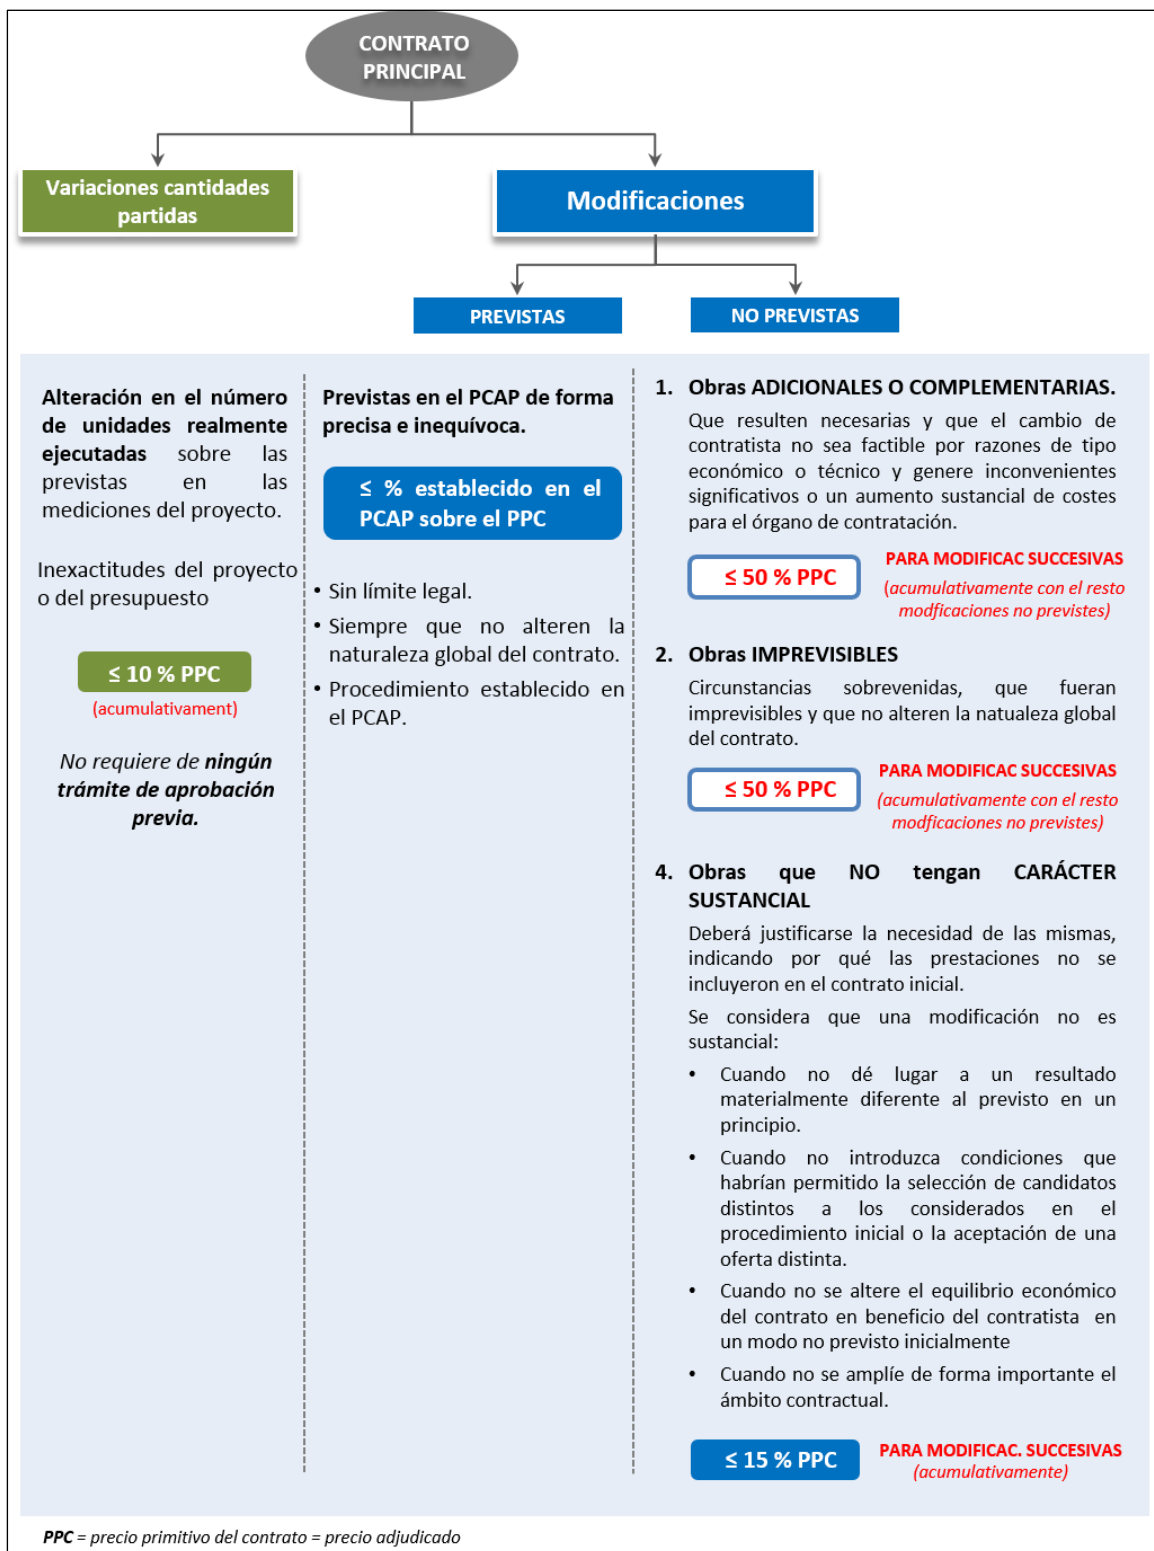 CONTRATO
PRINCIPAL
Variaciones cantidades
partidas
Modificaciones
PREVISTAS
NO PREVISTAS
Alteración en el número
de unidades realmente
ejecutadas sobre las
previstas en las
mediciones del proyecto.
Inexactitudes del proyecto
o del presupuesto
≤ 10 % PPC
(acumulativament)
No requiere de ningún
trámite de aprobación
previa.
Previstas en el PCAP de forma
precisa e inequívoca.
≤ % establecido en el
PCAP sobre el PPC
• Sin límite legal.
• Siempre que no alteren la
naturaleza global del contrato.
• Procedimiento establecido en
el PCAP.
1. Obras ADICIONALES O COMPLEMENTARIAS.
Que resulten necesarias y que el cambio de
contratista no sea factible por razones de tipo
económico o técnico y genere inconvenientes
significativos o un aumento sustancial de costes
para el órgano de contratación.
≤ 50 % PPC
PARA MODIFICAC SUCCESIVAS
(acumulativamente con el resto
modficaciones no previstes)
2. Obras IMPREVISIBLES
Circunstancias sobrevenidas, que fueran
imprevisibles y que no alteren la natualeza global
del contrato.
≤ 50 % PPC
PARA MODIFICAC SUCCESIVAS
(acumulativamente con el resto
modficaciones no previstes)
4. Obras que NO tengan CARÁCTER
SUSTANCIAL
Deberá justificarse la necesidad de las mismas,
indicando por qué las prestaciones no se
incluyeron en el contrato inicial.
Se considera que una modificación no es
sustancial:
• Cuando no dé lugar a un resultado
materialmente diferente al previsto en un
principio.
• Cuando no introduzca condiciones que
habrían permitido la selección de candidatos
distintos a los considerados en el
procedimiento inicial o la aceptación de una
oferta distinta.
• Cuando no se altere el equilibrio económico
del contrato en beneficio del contratista en
un modo no previsto inicialmente
• Cuando no se amplíe de forma importante el
ámbito contractual.
≤ 15 % PPC
PARA MODIFICAC. SUCCESIVAS
(acumulativamente)
PPC = precio primitivo del contrato = precio adjudicado